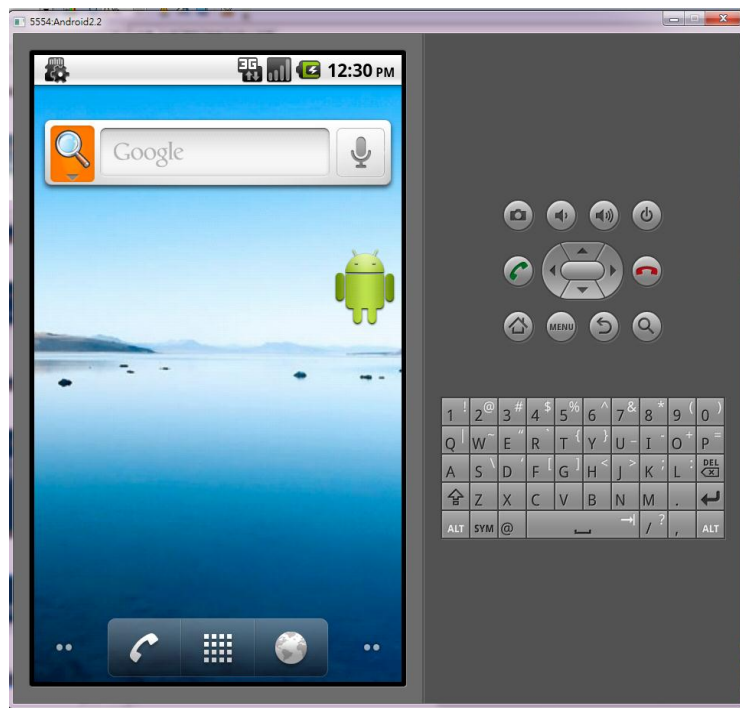 5554:Android2.2
3G 12:30 PM
Google
MENU
1 ! 2 @ 3 # 4 $ 5 % 6 ^ 7 & 8 * 9 ( 0 )
Q | W ~ E " R ` T { Y } U _ I - O + P =
A S \ D ' F [ G ] H < J > K ; L : DEL
Z X C V B N M .
ALT SYM @ / ? , ALT